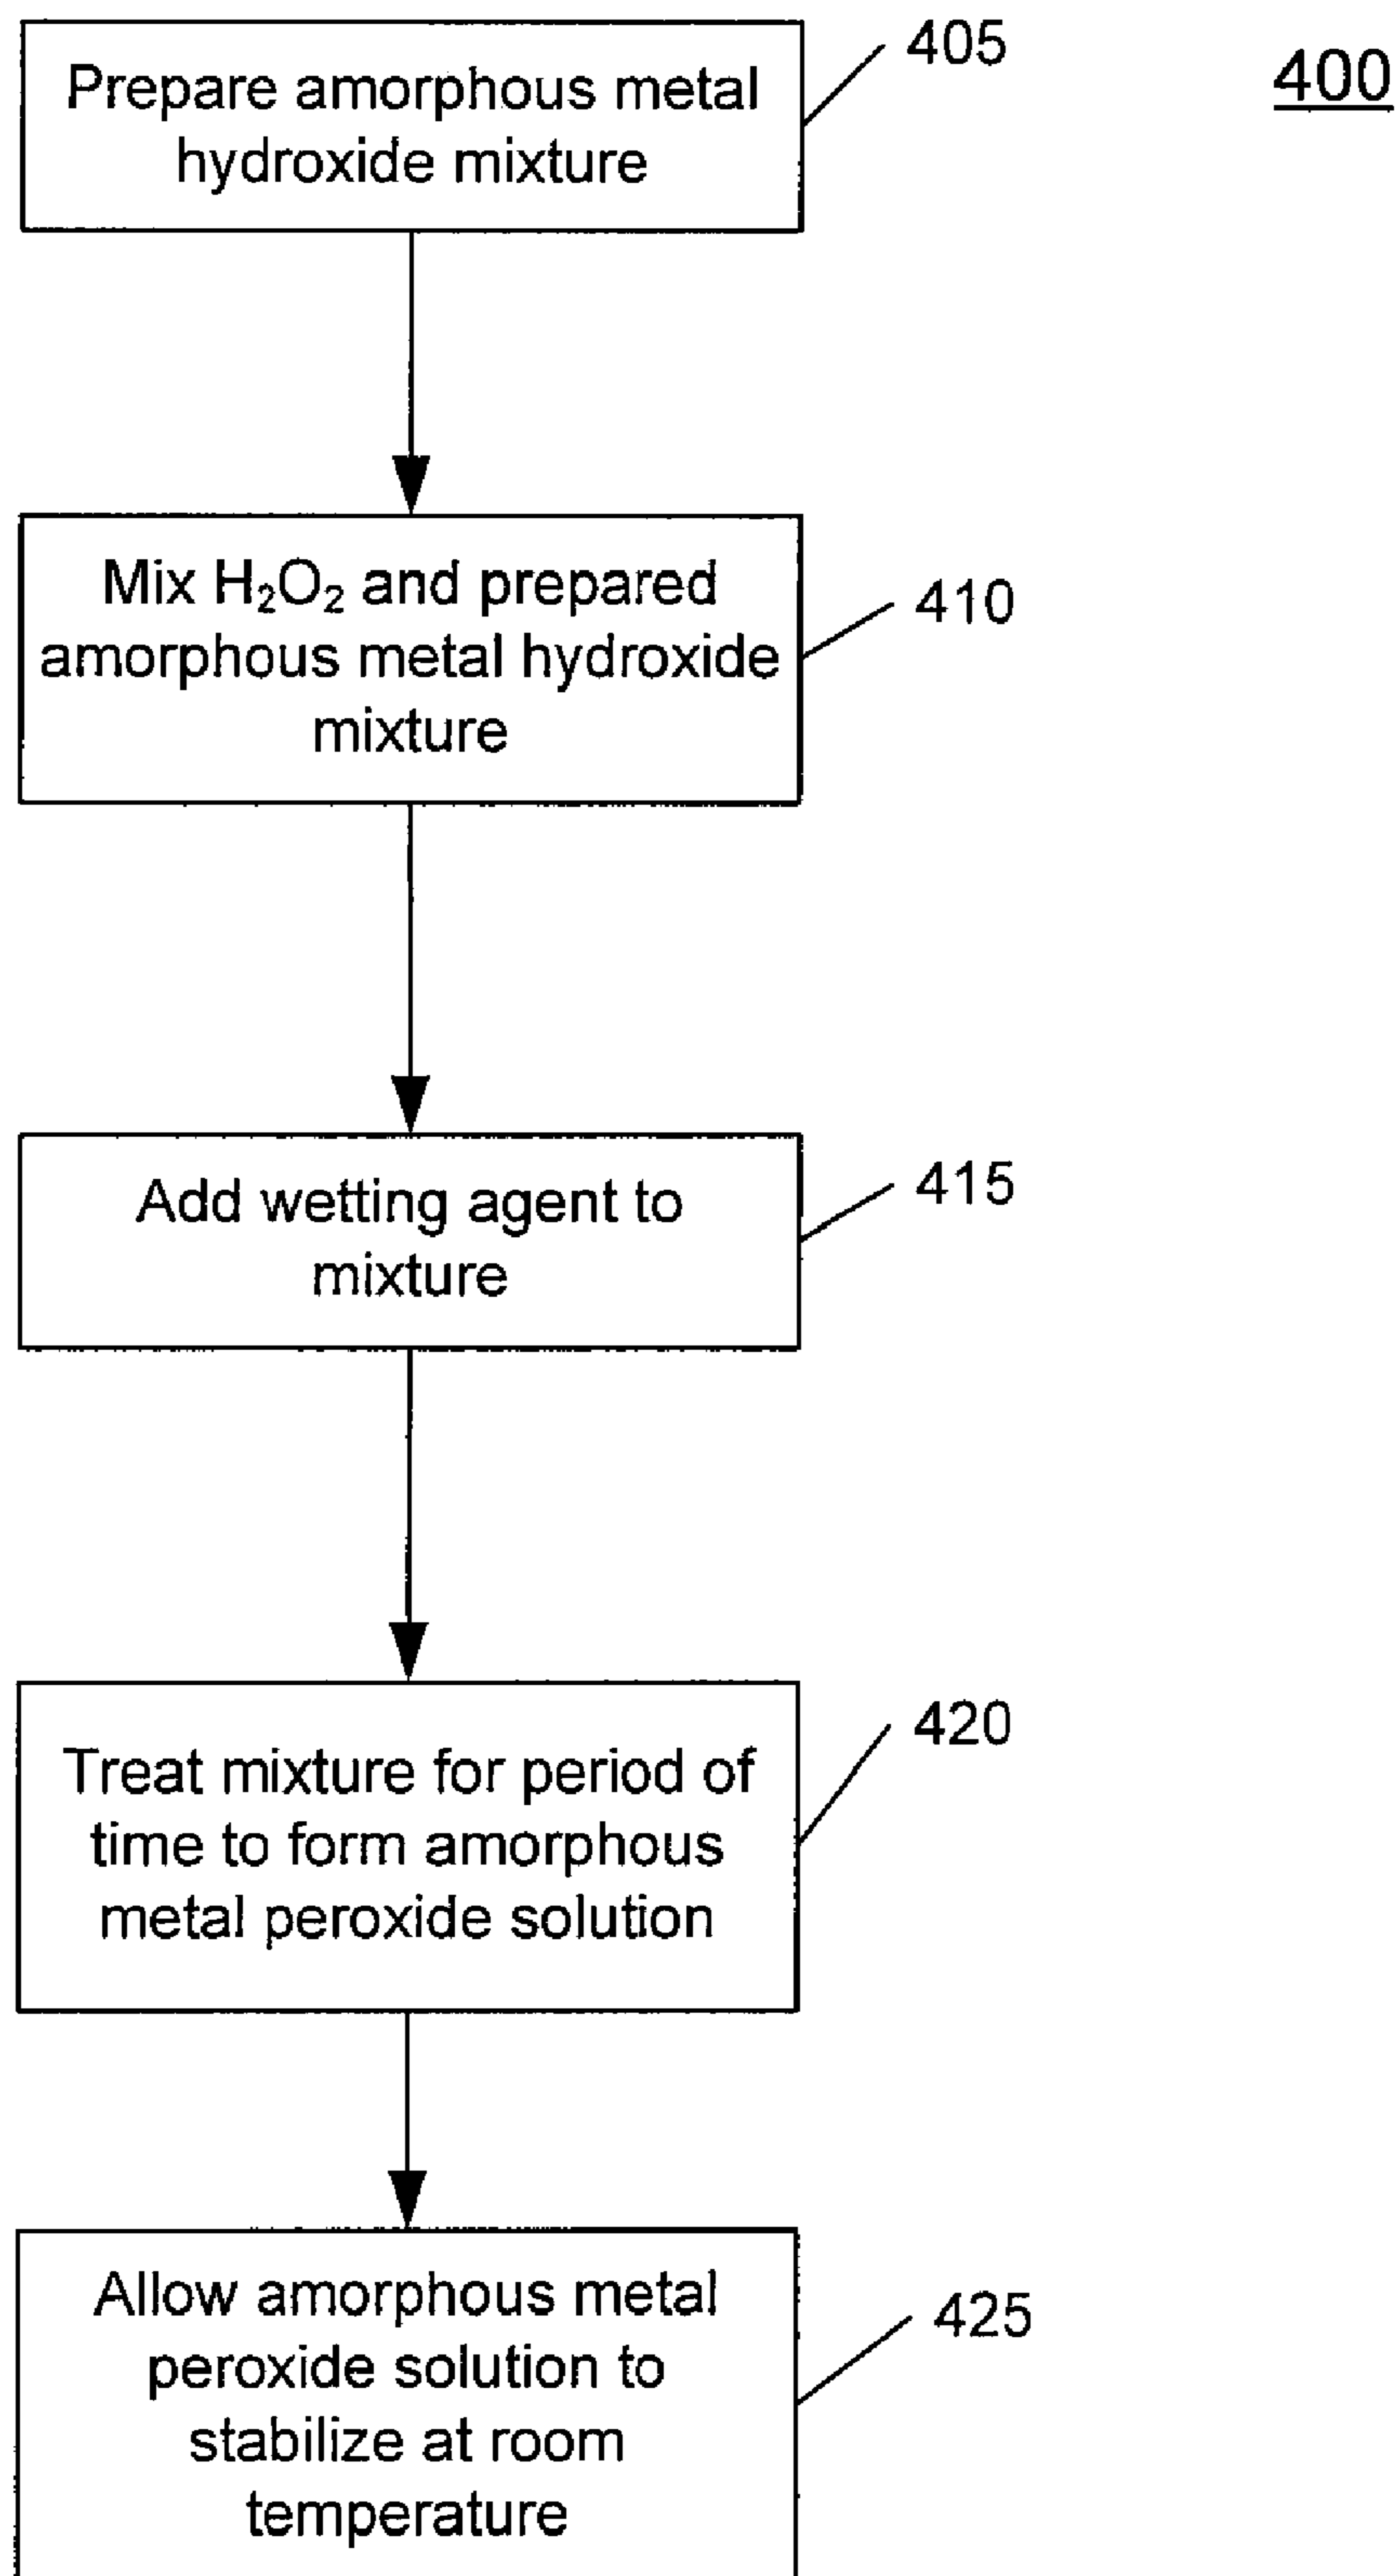 400
Prepare amorphous metal
hydroxide mixture
405
Mix H₂O₂ and prepared
amorphous metal hydroxide
mixture
410
Add wetting agent to
mixture
415
Treat mixture for period of
time to form amorphous
metal peroxide solution
420
Allow amorphous metal
peroxide solution to
stabilize at room
temperature
425